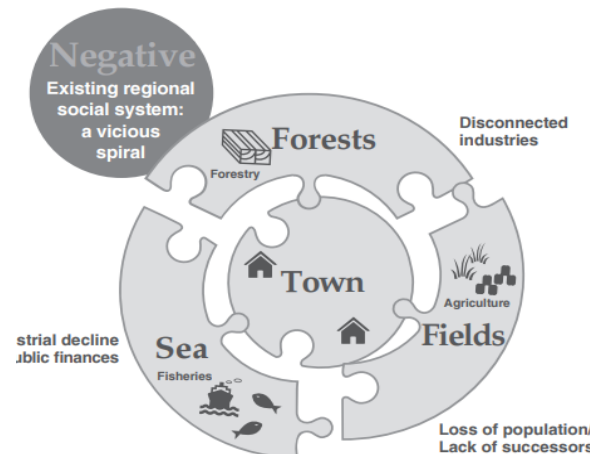 Negative
Existing regional
social system:
a vicious
spiral
Forests
Forestry
Disconnected
industries
Town
Agriculture
Fields
Sea
Fisheries
strial decline
ublic finances
Loss of population/
Lack of successors